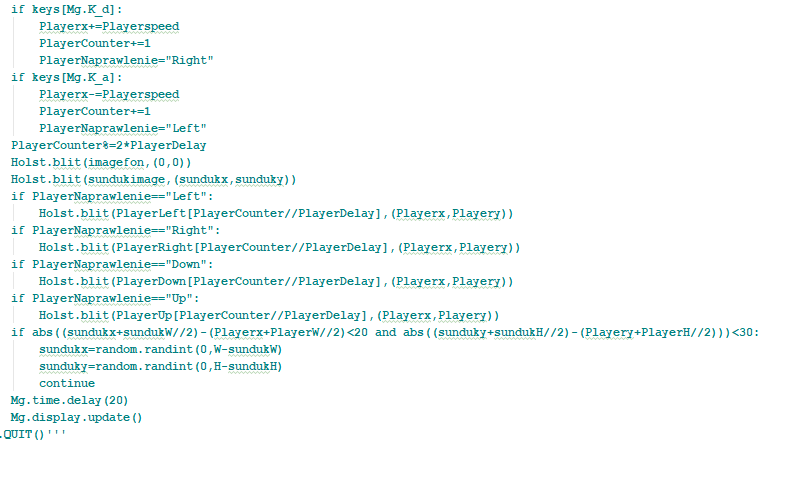 if keys[Mg.K_d]:
Playerx+=Playerspeed
PlayerCounter+=1
PlayerNaprawlenie="Right"
if keys[Mg.K_a]:
Playerx-=Playerspeed
PlayerCounter+=1
PlayerNaprawlenie="Left"
PlayerCounter%=2*PlayerDelay
Holst.blit(imagefon,(0,0))
Holst.blit(sundukimage,(sundukx,sunduky))
if PlayerNaprawlenie=="Left":
Holst.blit(PlayerLeft[PlayerCounter//PlayerDelay],(Playerx,Playery))
if PlayerNaprawlenie=="Right":
Holst.blit(PlayerRight[PlayerCounter//PlayerDelay],(Playerx,Playery))
if PlayerNaprawlenie=="Down":
Holst.blit(PlayerDown[PlayerCounter//PlayerDelay],(Playerx,Playery))
if PlayerNaprawlenie=="Up":
Holst.blit(PlayerUp[PlayerCounter//PlayerDelay],(Playerx,Playery))
if abs((sundukx+sundukW//2)-(Playerx+PlayerW//2)<20 and abs((sunduky+sundukH//2)-(Playery+PlayerH//2)))<30:
sundukx=random.randint(0,W-sundukW)
sunduky=random.randint(0,H-sundukH)
continue
Mg.time.delay(20)
Mg.display.update()
.QUIT()'''